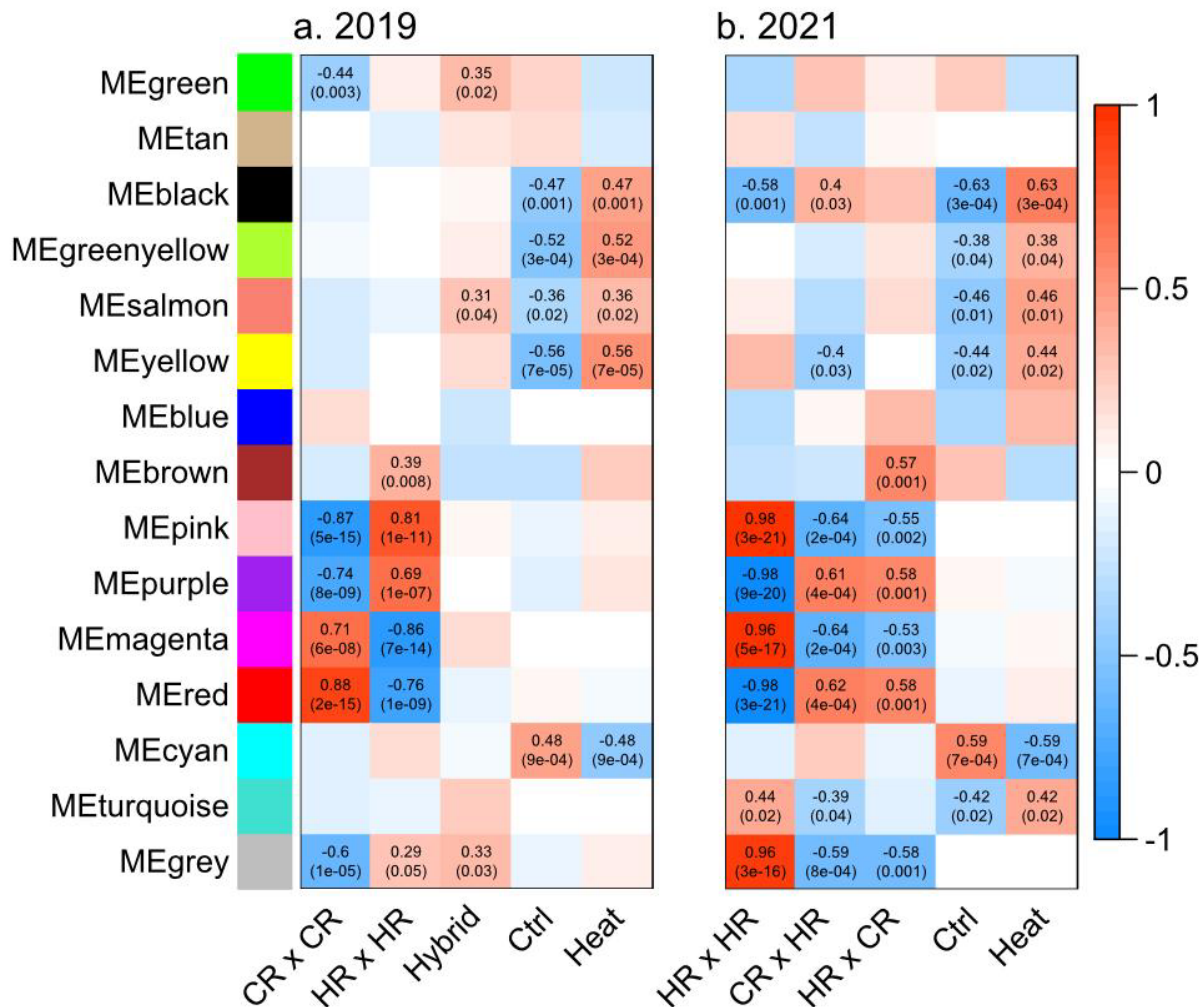 a. 2019
b. 2021
MEgreen
-0.44
(0.003)
0.35
(0.02)
MEtan
MEblack
-0.47
(0.001)
0.47
(0.001)
-0.58
(0.001)
0.4
(0.03)
-0.63
(3e-04)
0.63
(3e-04)
MEgreenyellow
-0.52
(3e-04)
0.52
(3e-04)
-0.38
(0.04)
0.38
(0.04)
MEsalmon
0.31
(0.04)
-0.36
(0.02)
0.36
(0.02)
-0.46
(0.01)
0.46
(0.01)
MEyellow
-0.56
(7e-05)
0.56
(7e-05)
-0.4
(0.03)
-0.44
(0.02)
0.44
(0.02)
MEblue
MEbrown
0.39
(0.008)
0.57
(0.001)
MEpink
-0.87
(5e-15)
0.81
(1e-11)
0.98
(3e-21)
-0.64
(2e-04)
-0.55
(0.002)
MEpurple
-0.74
(8e-09)
0.69
(1e-07)
-0.98
(9e-20)
0.61
(4e-04)
0.58
(0.001)
MEmagenta
0.71
(6e-08)
-0.86
(7e-14)
0.96
(5e-17)
-0.64
(2e-04)
-0.53
(0.003)
MEred
0.88
(2e-15)
-0.76
(1e-09)
-0.98
(3e-21)
0.62
(4e-04)
0.58
(0.001)
MEcyan
0.48
(9e-04)
-0.48
(9e-04)
0.59
(7e-04)
-0.59
(7e-04)
MEturquoise
0.44
(0.02)
-0.39
(0.04)
-0.42
(0.02)
0.42
(0.02)
MEgrey
-0.6
(1e-05)
0.29
(0.05)
0.33
(0.03)
0.96
(3e-16)
-0.59
(8e-04)
-0.58
(0.001)
CR x CR
HR x HR
Hybrid
Ctrl
Heat
HR x HR
CR x HR
HR x CR
Ctrl
Heat
1
0.5
0
-0.5
-1